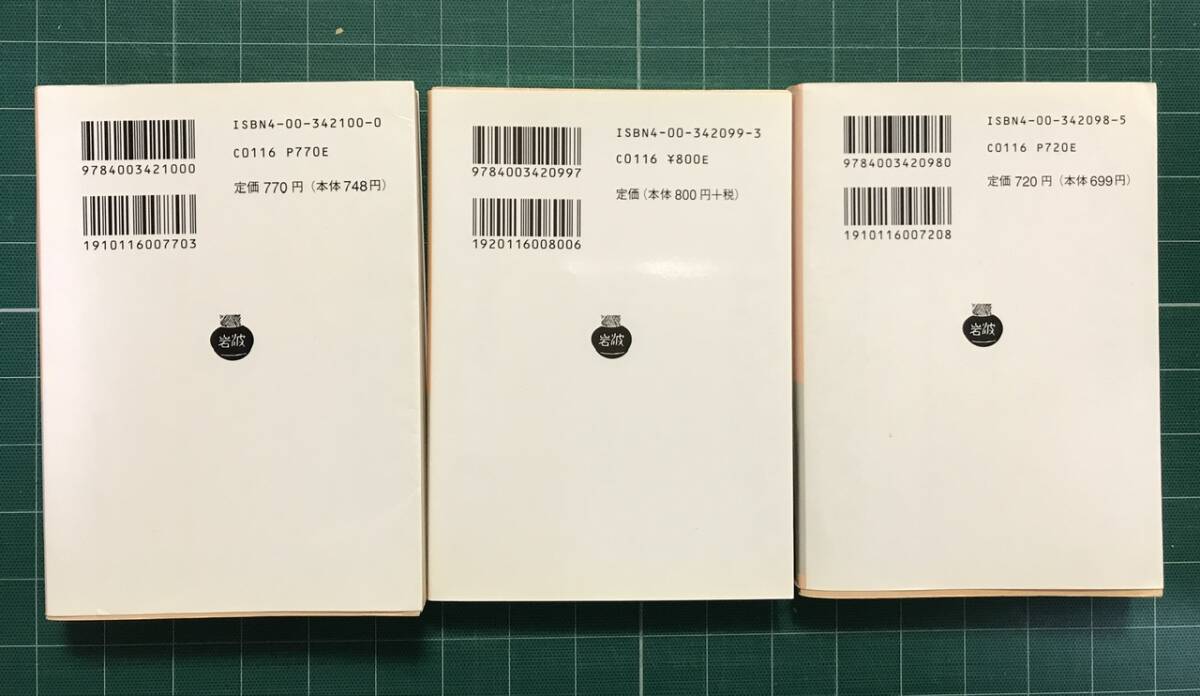 ISBN4-00-342100-0
C0116 P770E
9784003421000
定価 770 円 (本体 748 円)
1910116007703
岩波
ISBN4-00-342099-3
C0116 ¥800E
9784003420997
定価 (本体 800 円+税)
1920116008006
岩波
ISBN4-00-342098-5
C0116 P720E
9784003420980
定価 720 円 (本体 699 円)
1910116007208
岩波